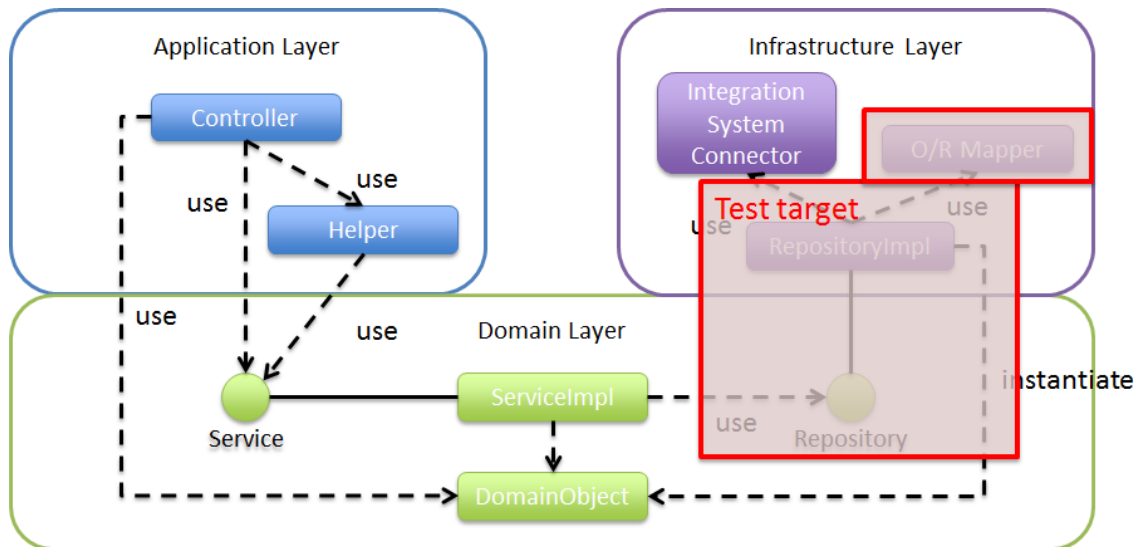 Application Layer
Infrastructure Layer
Controller
Integration
System
Connector
O/R Mapper
use
use
Helper
Test target
use
use
RepositoryImpl
use
use
Domain Layer
instantiate
ServiceImpl
use
Service
Repository
DomainObject